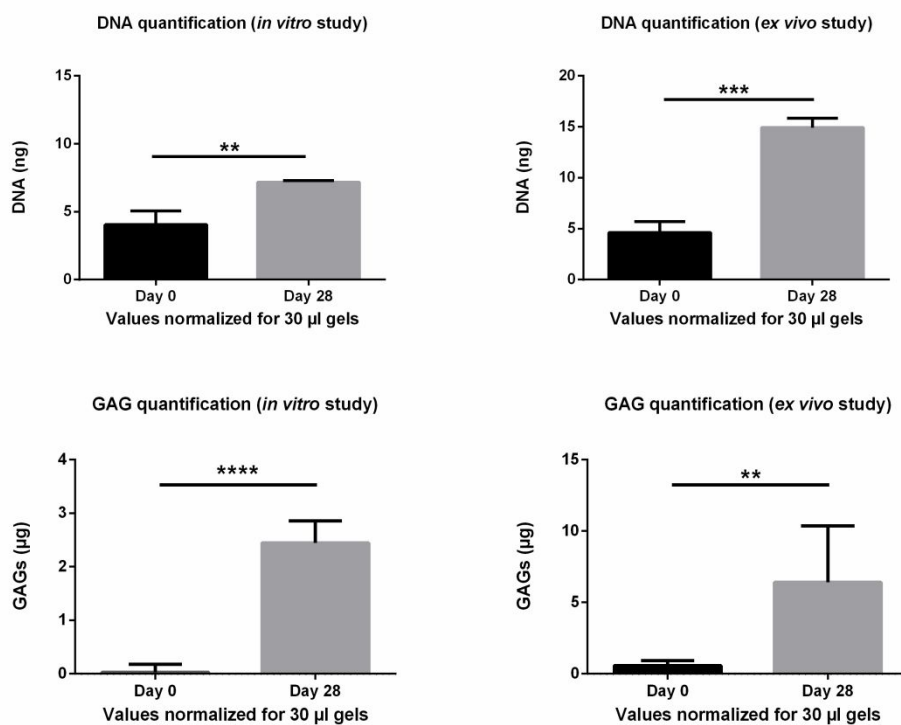 DNA quantification (in vitro study)
15
10
5
0
DNA (ng)
**
Day 0
Day 28
Values normalized for 30 µl gels
DNA quantification (ex vivo study)
20
15
10
5
0
DNA (ng)
***
Day 0
Day 28
Values normalized for 30 µl gels
GAG quantification (in vitro study)
4
3
2
1
0
GAGs (µg)
****
Day 0
Day 28
Values normalized for 30 µl gels
GAG quantification (ex vivo study)
15
10
5
0
GAGs (µg)
**
Day 0
Day 28
Values normalized for 30 µl gels